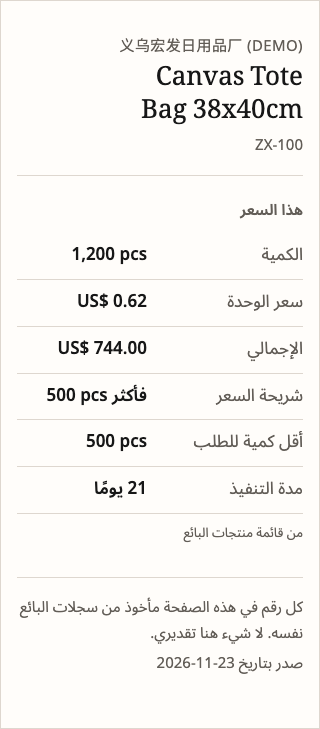 义乌宏发日用品厂 (DEMO)
Canvas Tote
Bag 38x40cm
ZX-100
هذا السعر
الكمية 1,200 pcs
سعر الوحدة US$ 0.62
الإجمالي US$ 744.00
شريحة السعر 500 pcs فأكثر
أقل كمية للطلب 500 pcs
مدة التنفيذ 21 يومًا
من قائمة منتجات البائع
كل رقم في هذه الصفحة مأخوذ من سجلات البائع
نفسه. لا شيء هنا تقديري.
صدر بتاريخ 2026-11-23